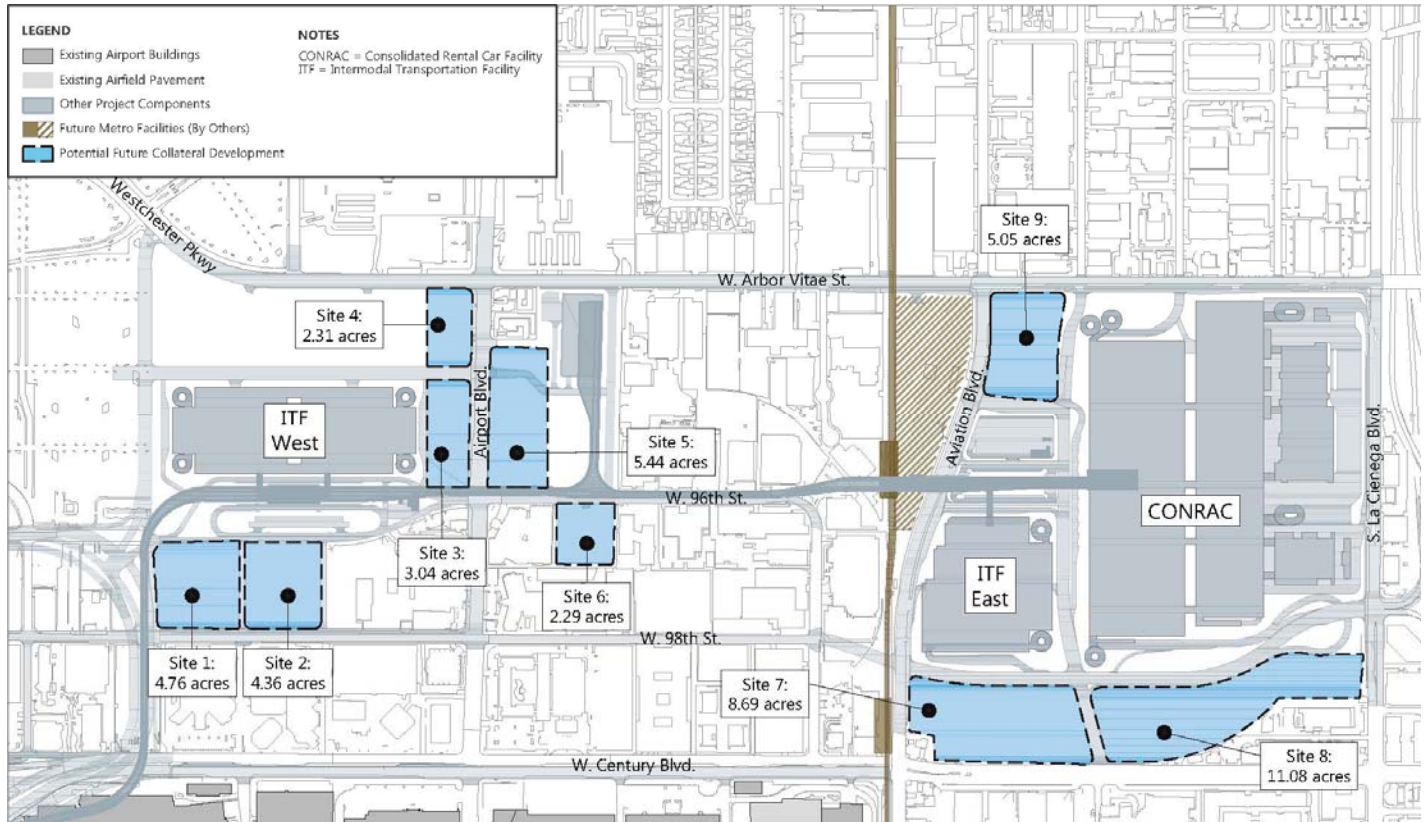 LEGEND
Existing Airport Buildings
Existing Airfield Pavement
Other Project Components
Future Metro Facilities (By Others)
Potential Future Collateral Development
NOTES
CONRAC = Consolidated Rental Car Facility
ITF = Intermodal Transportation Facility
Westchester Pkwy
Site 9:
5.05 acres
W. Arbor Vitae St.
Site 4:
2.31 acres
Airport Blvd.
Aviation Blvd.
S. La Cienega Blvd.
ITF
West
Site 5:
5.44 acres
W. 96th St.
CONRAC
Site 3:
3.04 acres
Site 6:
2.29 acres
ITF
East
W. 98th St.
Site 1:
4.76 acres
Site 2:
4.36 acres
Site 7:
8.69 acres
W. Century Blvd.
Site 8:
11.08 acres